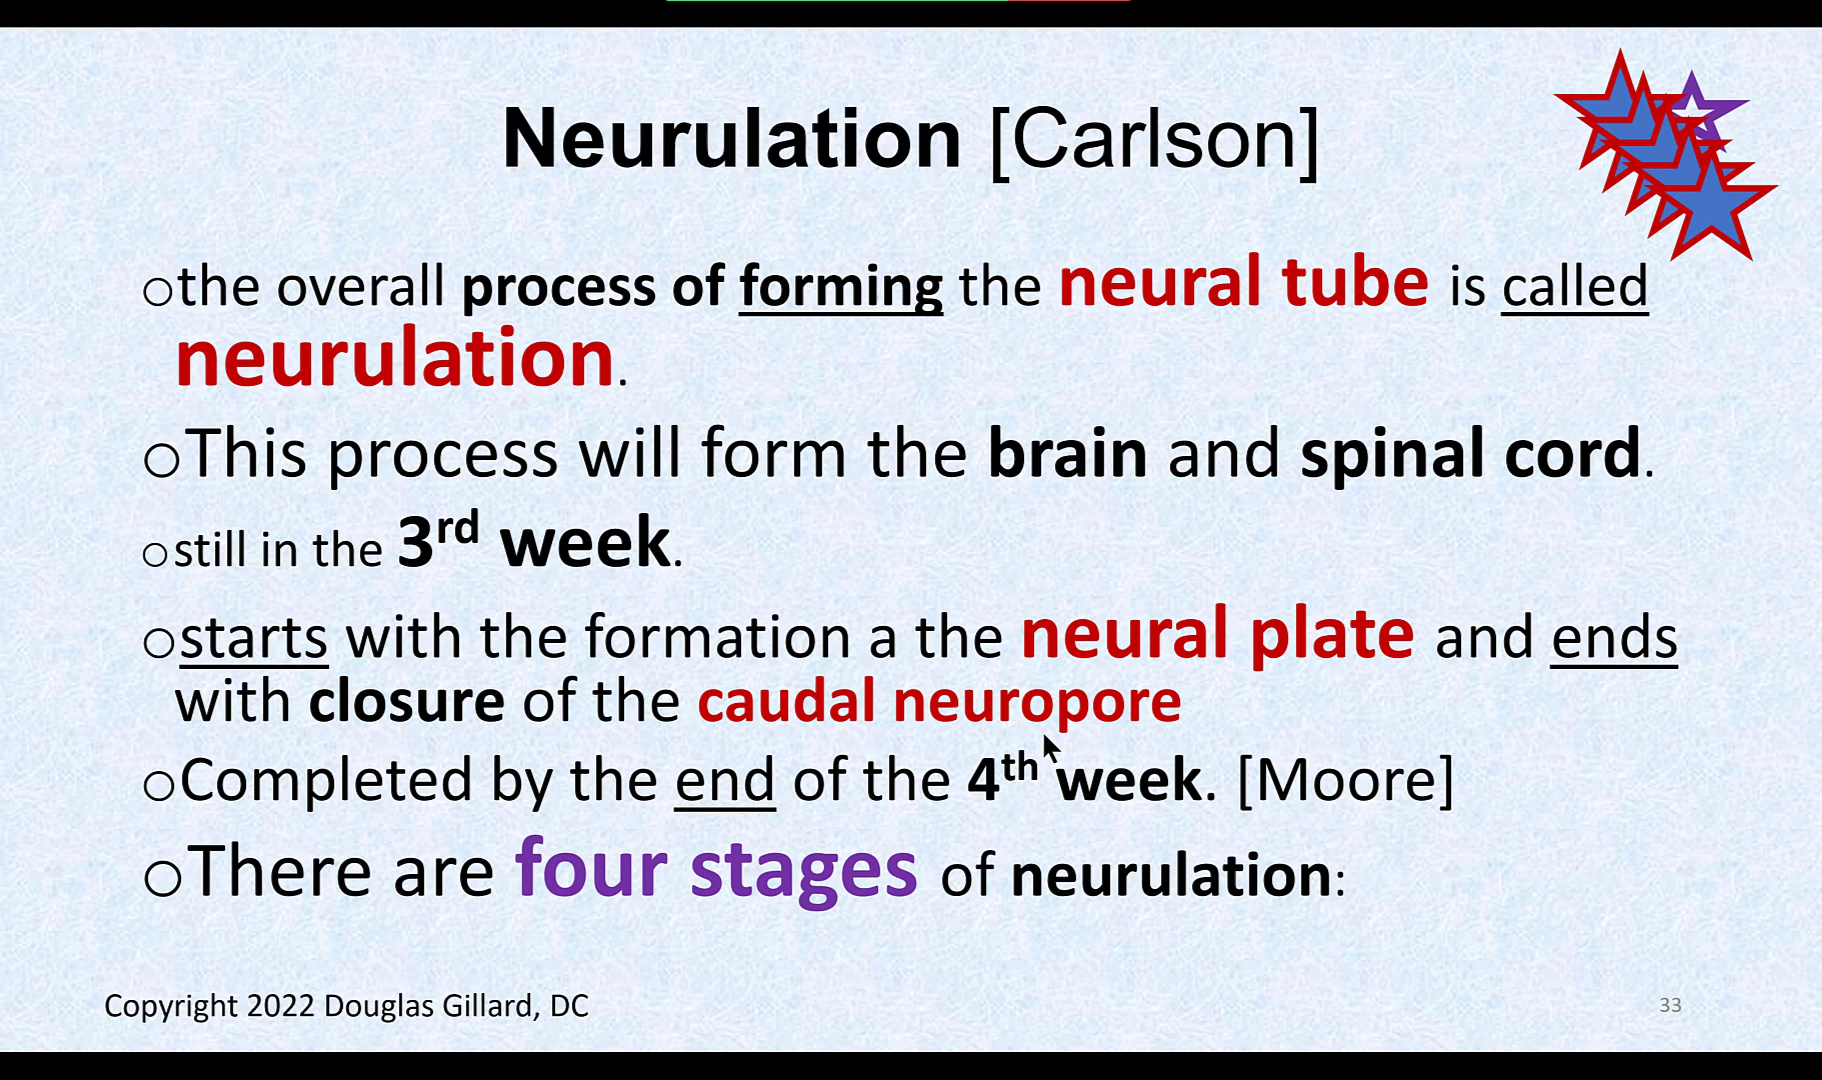 Neurulation [Carlson]
○the overall process of forming the neural tube is called
neurulation.
○This process will form the brain and spinal cord.
○still in the 3rd week.
○starts with the formation a the neural plate and ends
with closure of the caudal neuropore
○Completed by the end of the 4th week. [Moore]
○There are four stages of neurulation:
Copyright 2022 Douglas Gillard, DC
33